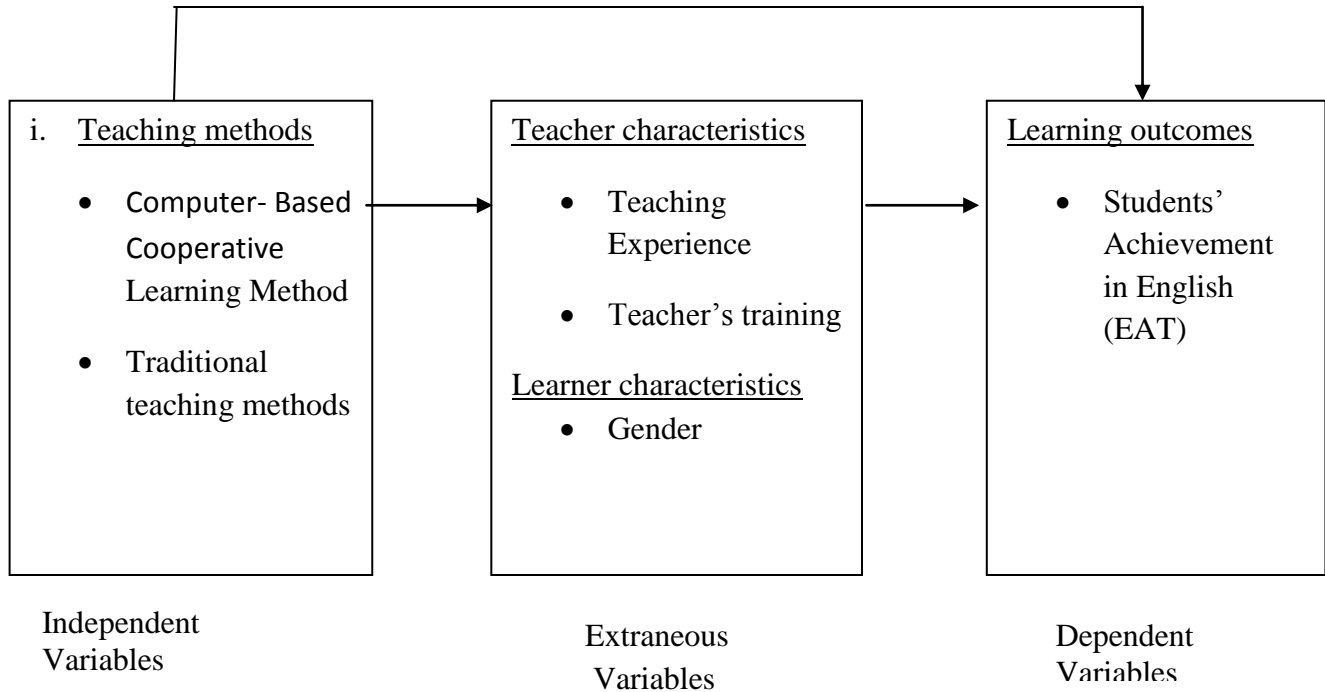 i. Teaching methods
• Computer- Based
Cooperative
Learning Method
• Traditional
teaching methods
Teacher characteristics
• Teaching
Experience
• Teacher’s training
Learner characteristics
• Gender
Learning outcomes
• Students’
Achievement
in English
(EAT)
Independent
Variables
Extraneous
Variables
Dependent
Variables